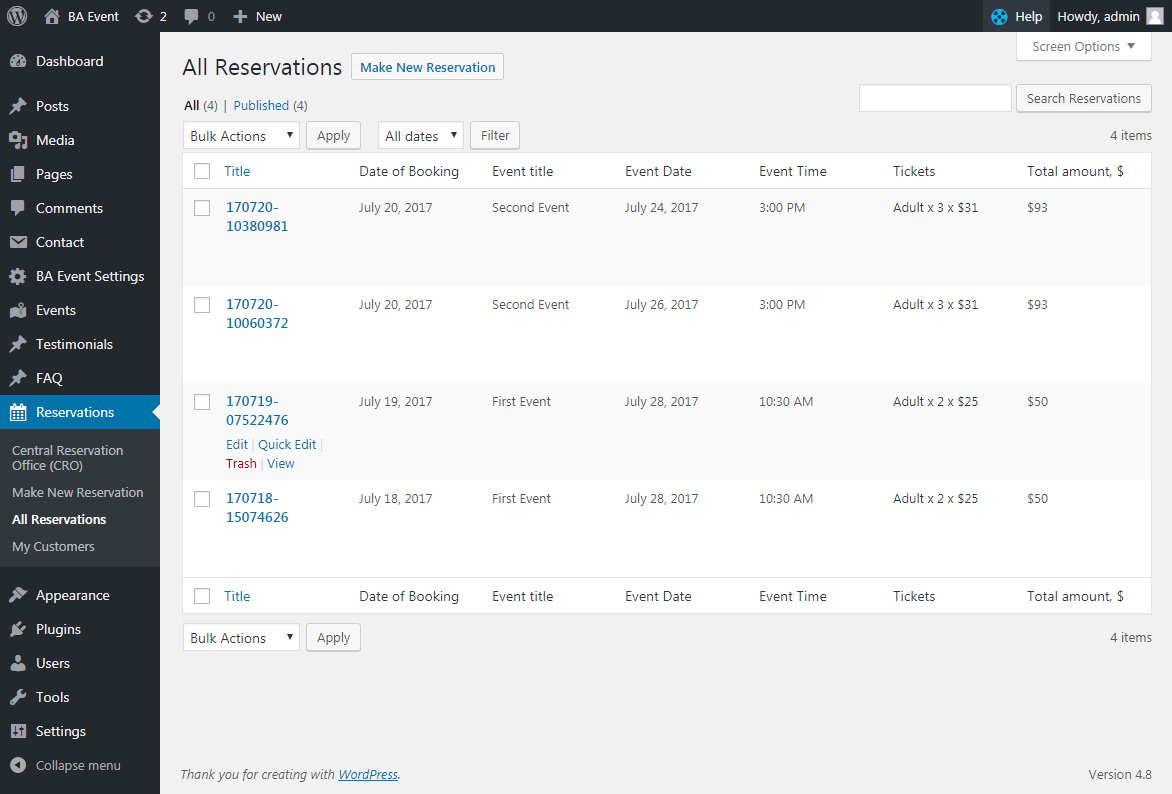 BA Event 2 0 New Help Howdy, admin
Screen Options ▼
Dashboard
Posts
Media
Pages
Comments
Contact
BA Event Settings
Events
Testimonials
FAQ
Reservations
Central Reservation
Office (CRO)
Make New Reservation
All Reservations
My Customers
Appearance
Plugins
Users
Tools
Settings
Collapse menu
All Reservations Make New Reservation
All (4) | Published (4)
Search Reservations
Bulk Actions Apply All dates Filter 4 items
Title Date of Booking Event title Event Date Event Time Tickets Total amount, $
170720- July 20, 2017 Second Event July 24, 2017 3:00 PM Adult x 3 x $31 $93
10380981
170720- July 20, 2017 Second Event July 26, 2017 3:00 PM Adult x 3 x $31 $93
10060372
170719- July 19, 2017 First Event July 28, 2017 10:30 AM Adult x 2 x $25 $50
07522476
Edit | Quick Edit |
Trash | View
170718- July 18, 2017 First Event July 28, 2017 10:30 AM Adult x 2 x $25 $50
15074626
Title Date of Booking Event title Event Date Event Time Tickets Total amount, $
Bulk Actions Apply 4 items
Thank you for creating with WordPress. Version 4.8